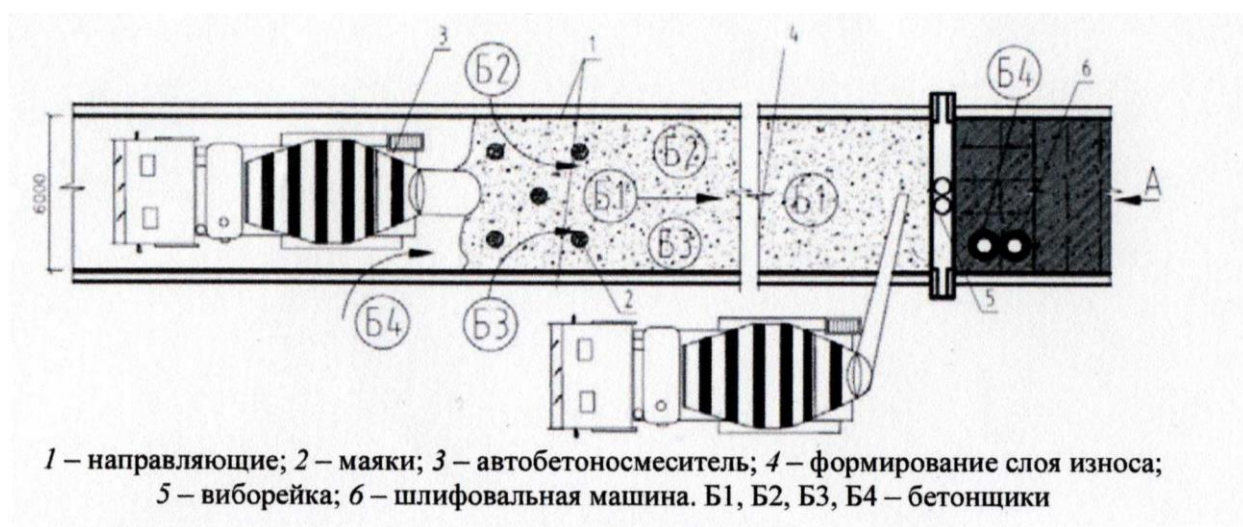 3
Б2
1
4
Б4
6
Б2
6000
Б1
Б1
А
Б3
Б4
Б3
2
5
1 – направляющие; 2 – маяки; 3 – автобетоносмеситель; 4 – формирование слоя износа;
5 – виборейка; 6 – шлифовальная машина. Б1, Б2, Б3, Б4 – бетонщики